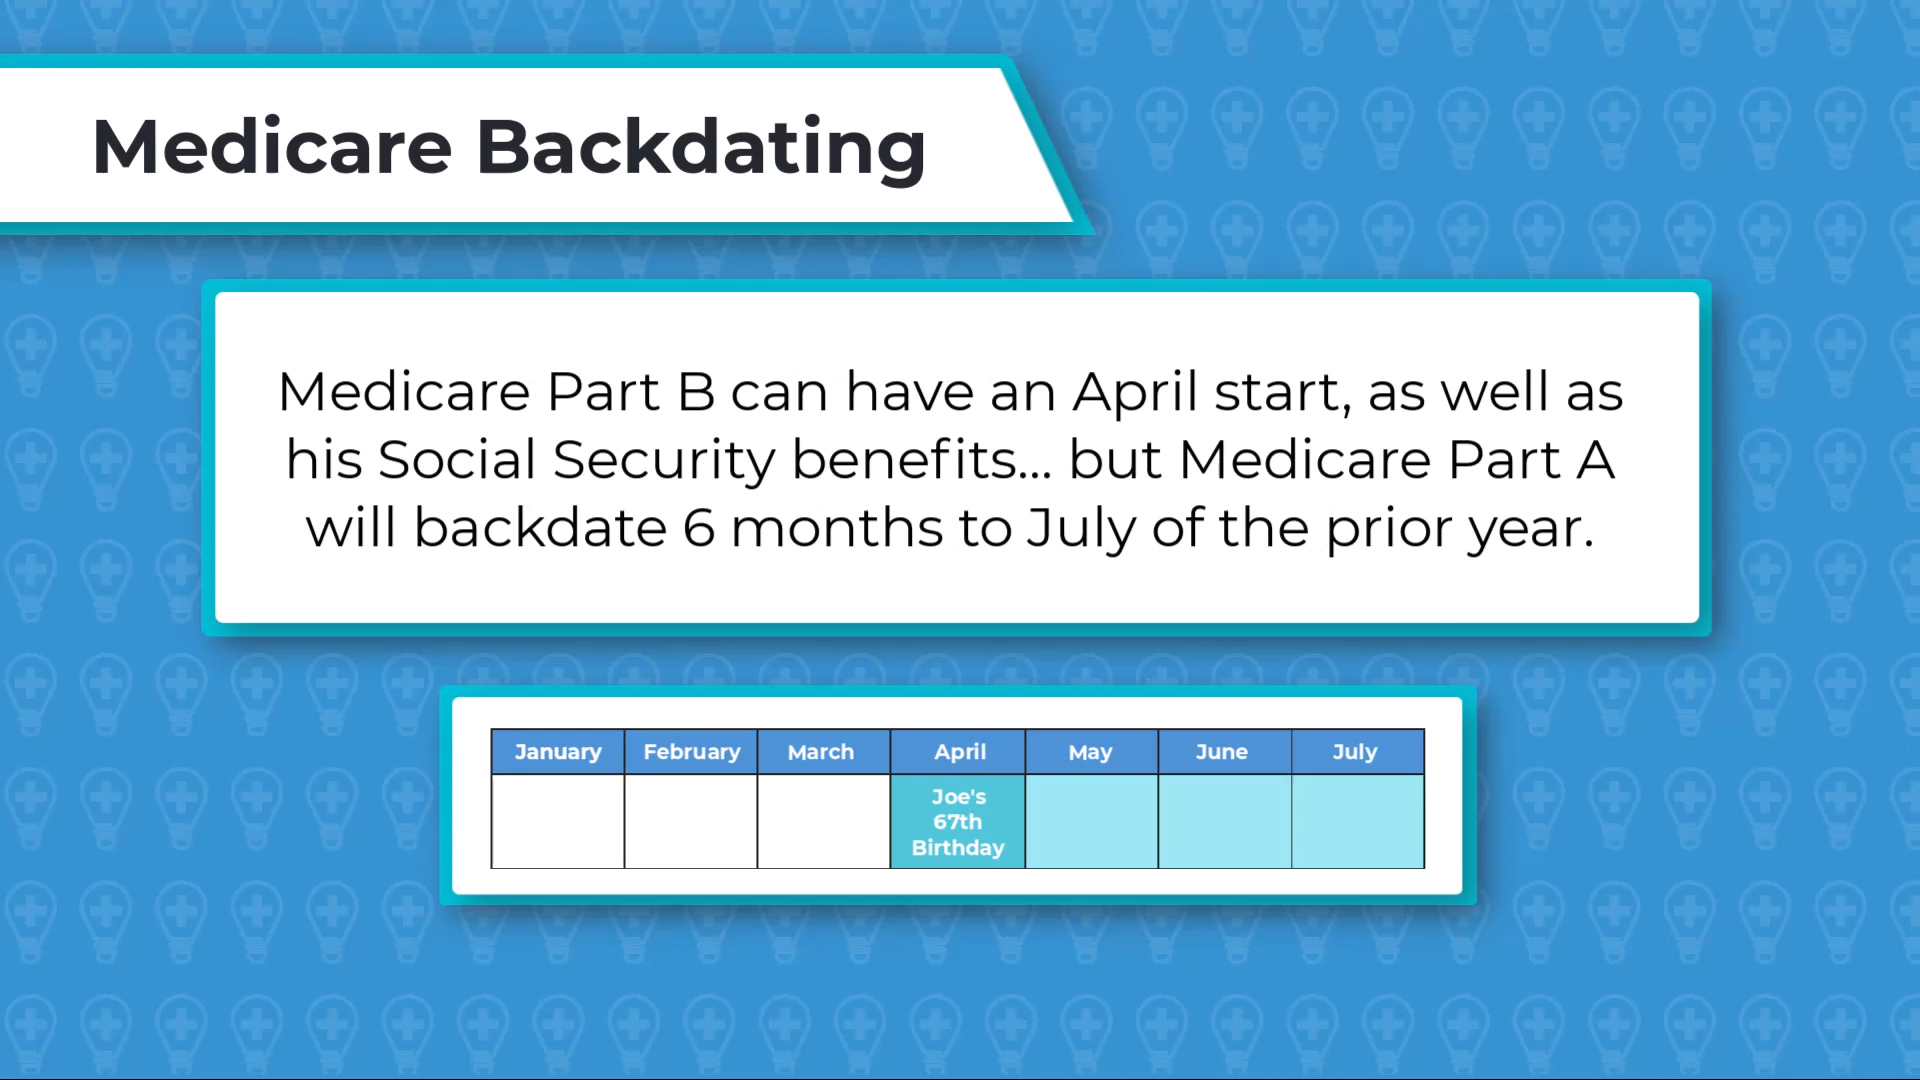 Medicare Backdating
Medicare Part B can have an April start, as well as
his Social Security benefits... but Medicare Part A
will backdate 6 months to July of the prior year.
January February March April May June July
Joe's
67th
Birthday